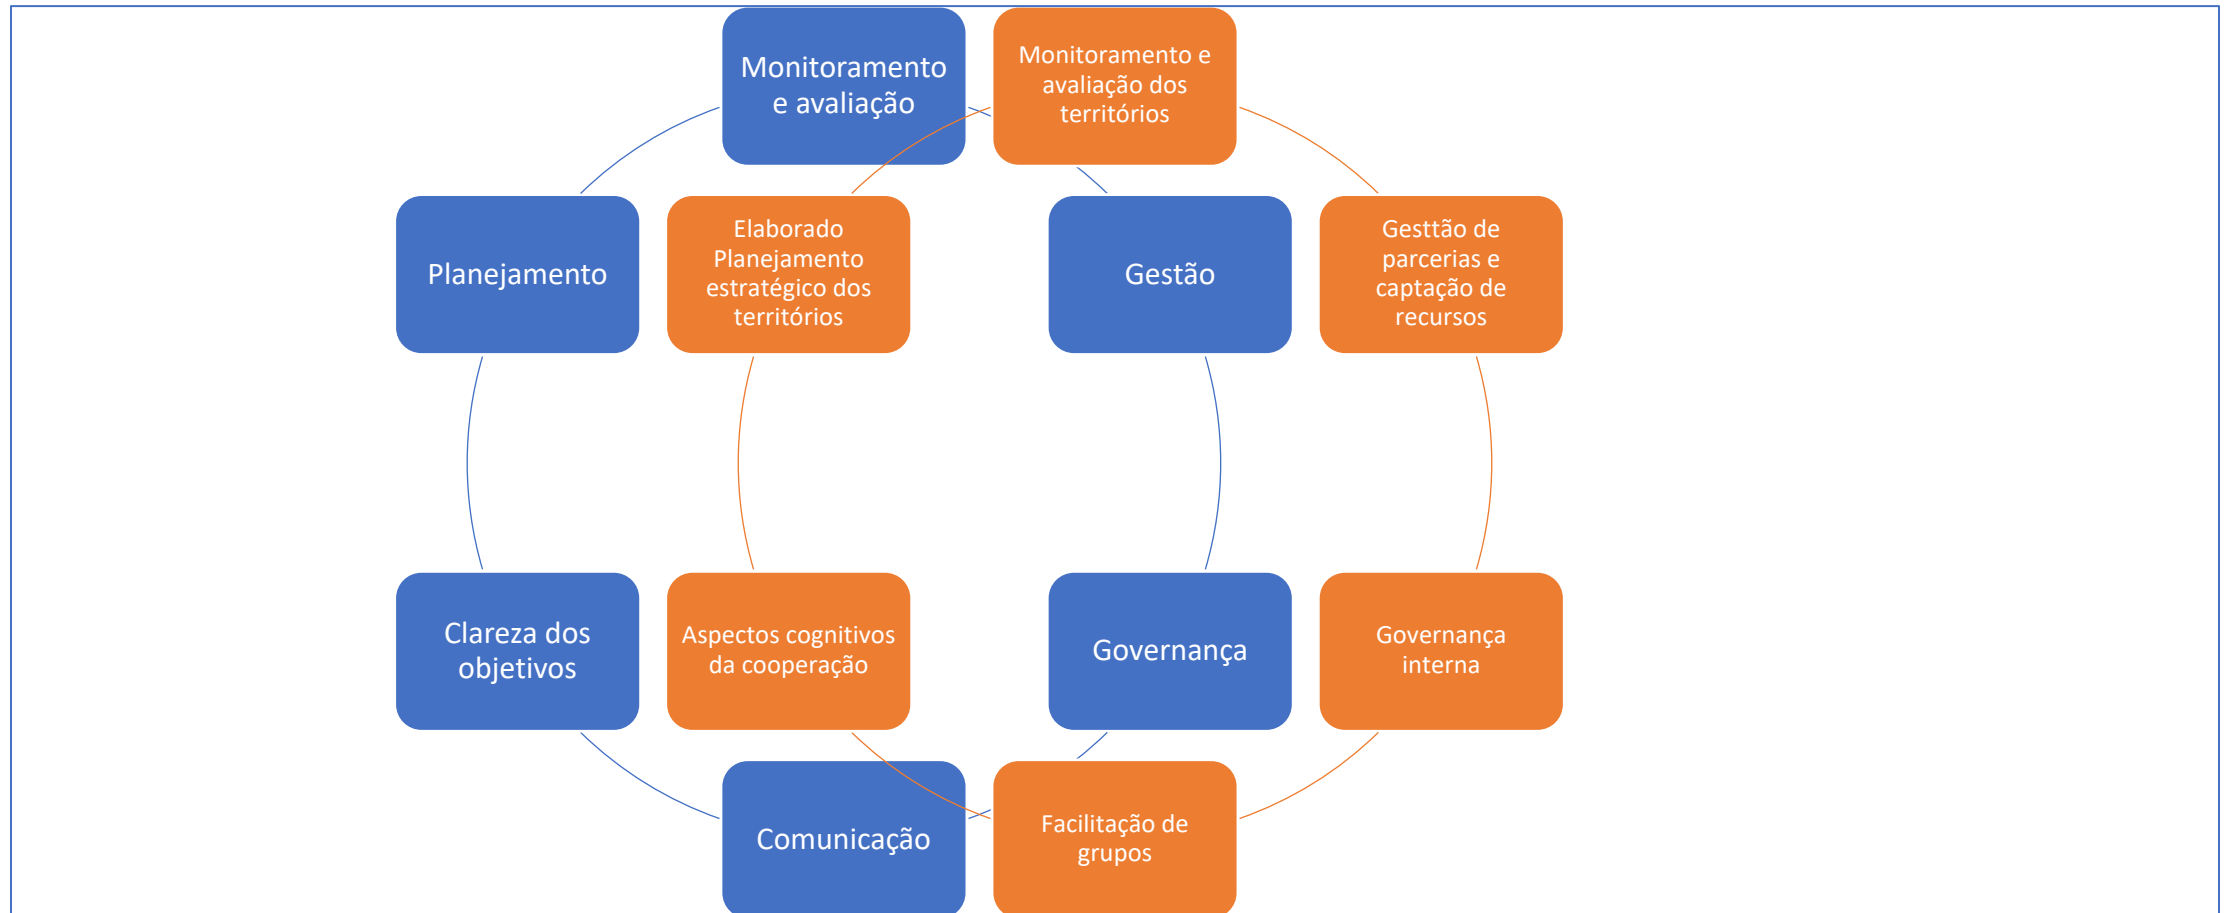 Monitoramento
e avaliação
Monitoramento e
avaliação dos
territórios
Planejamento
Elaborado
Planejamento
estratégico dos
territórios
Gestão
Gesttão de
parcerias e
captação de
recursos
Clareza dos
objetivos
Aspectos cognitivos
da cooperação
Governança
Governança
interna
Comunicação
Facilitação de
grupos